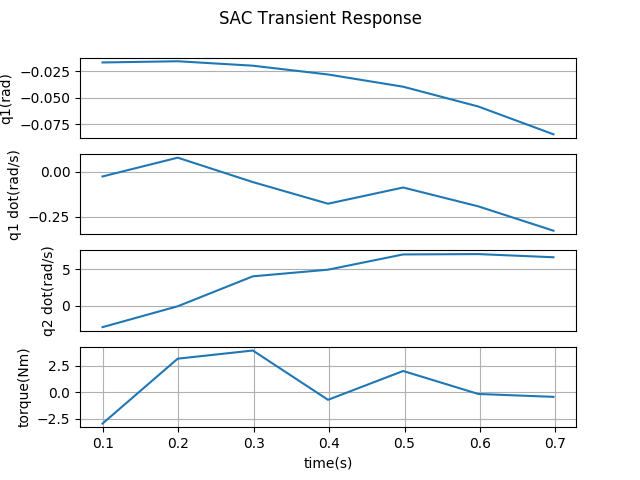 SAC Transient Response
q1(rad)
−0.025
−0.050
−0.075
q1 dot(rad/s)
0.00
−0.25
q2 dot(rad/s)
5
0
torque(Nm)
2.5
0.0
−2.5
0.1 0.2 0.3 0.4 0.5 0.6 0.7
time(s)